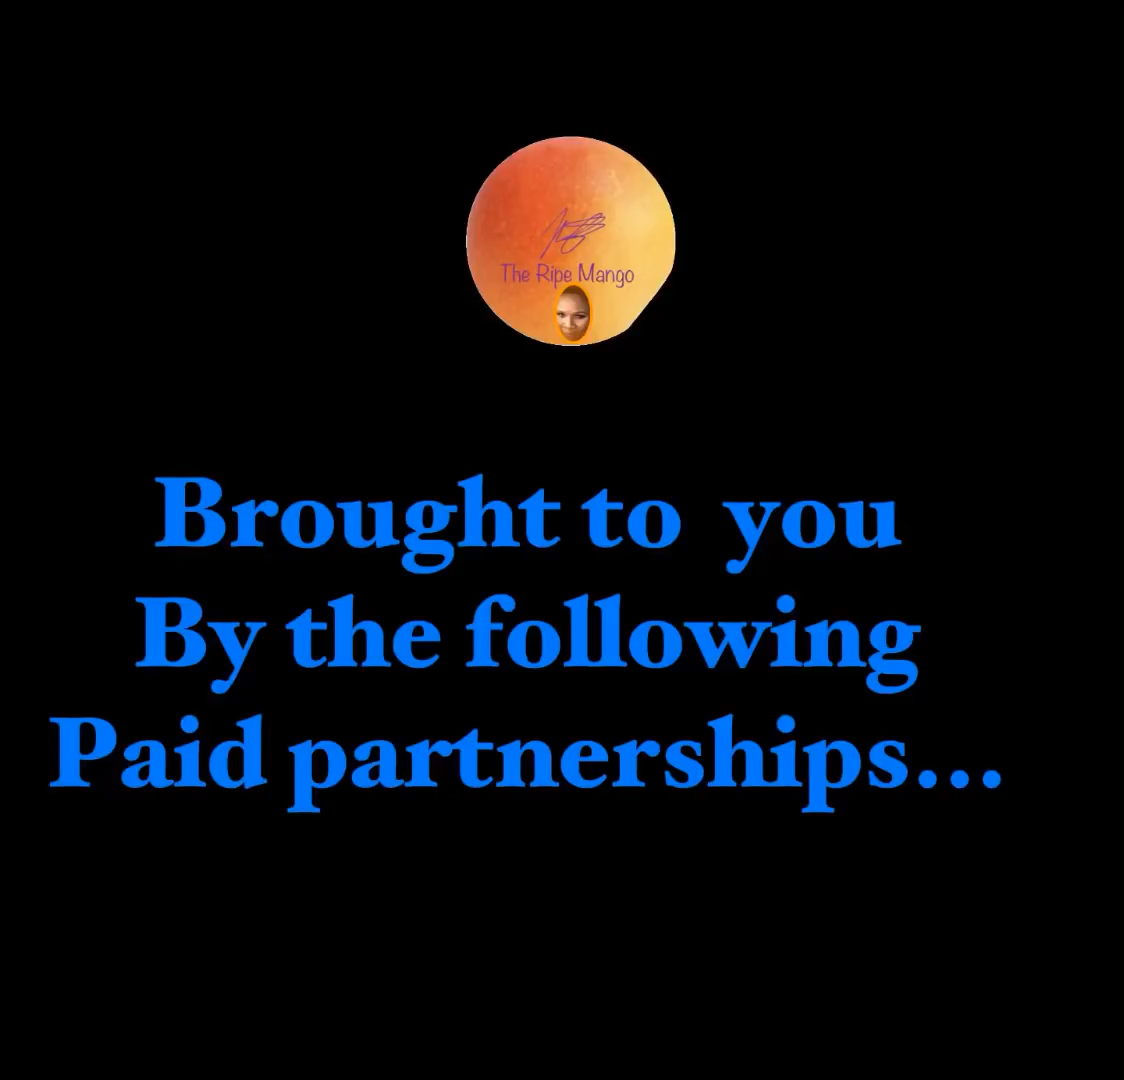 The Ripe Mango
Brought to you
By the following
Paid partnerships...